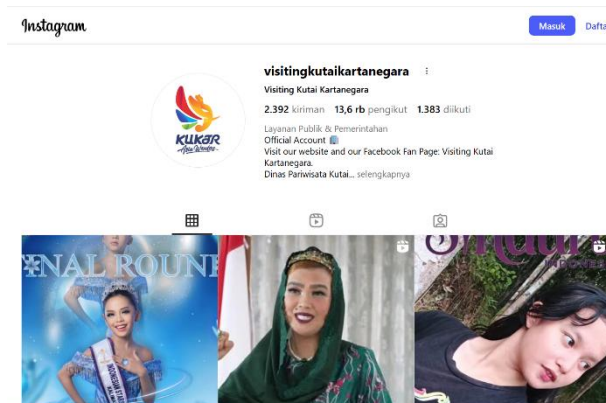 Instagram
Masuk
Dafta
visitingkutaikartanegara
Visiting Kutai Kartanegara
2.392 kiriman 13,6 rb pengikut 1.383 diikuti
Layanan Publik & Pemerintahan
Official Account
Visit our website and our Facebook Fan Page: Visiting Kutai
Kartanegara.
Dinas Pariwisata Kutai... selengkapnya
KUKAR
NAL ROUN
INDONESIA